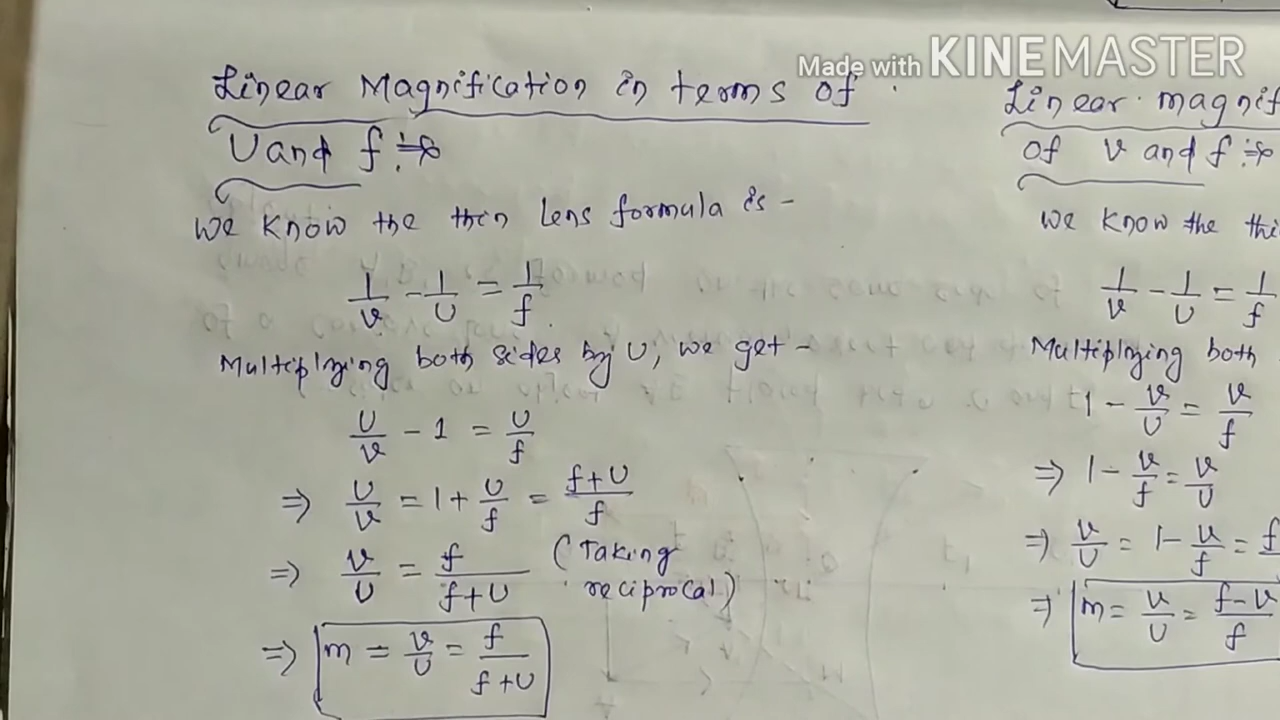 Made with KINEMASTER
Linear Magnification in terms of
U and f :→
We know the thin Lens formula is -
1/v - 1/U = 1/f
Multiplying both sides by U, we get -
U/v - 1 = U/f
⇒ U/v = 1 + U/f = f+U/f
⇒ v/U = f/f+U (Taking
reciprocal)
⇒ m = v/U = f/f+U
Linear magnif
of v and f :→
we know the thi
1/v - 1/U = 1/f
Multiplying both
1 - v/U = v/f
⇒ 1 - v/f = v/U
⇒ v/U = 1 - v/f = f
⇒ m = v/U = f-v/f